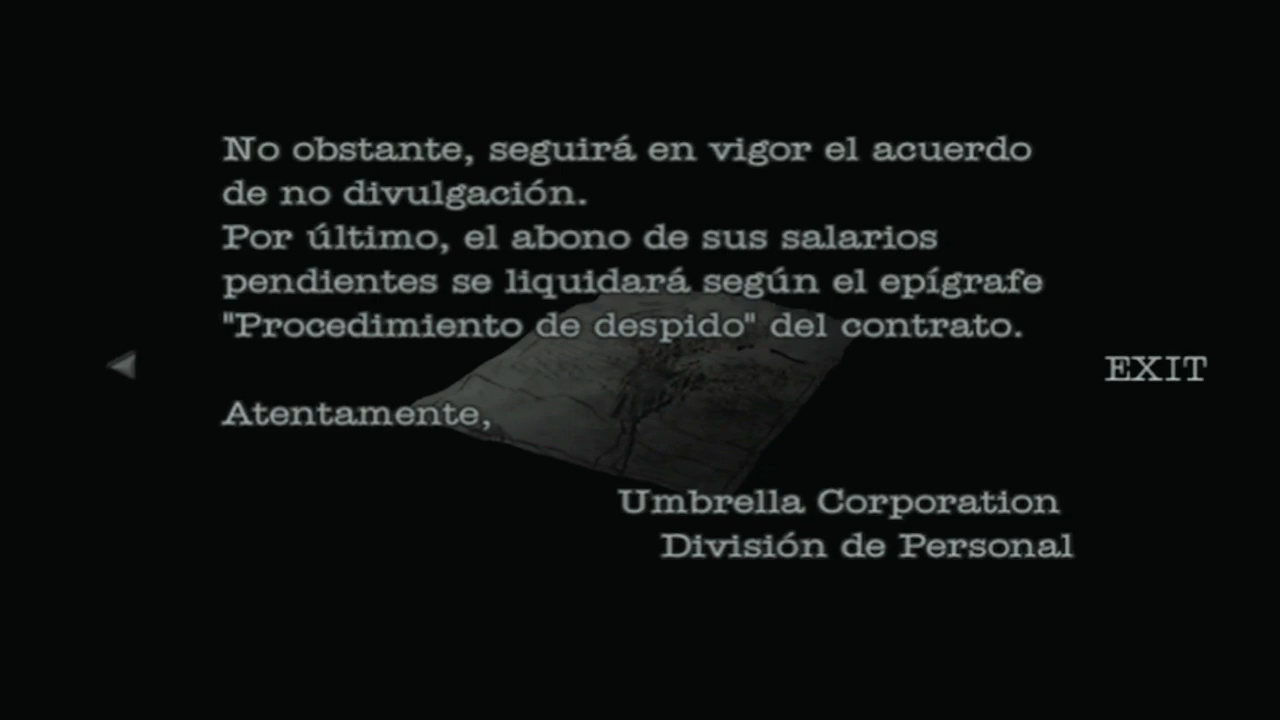 No obstante, seguirá en vigor el acuerdo
de no divulgación.
Por último, el abono de sus salarios
pendientes se liquidará según el epígrafe
"Procedimiento de despido" del contrato.
EXIT
Atentamente,
Umbrella Corporation
División de Personal